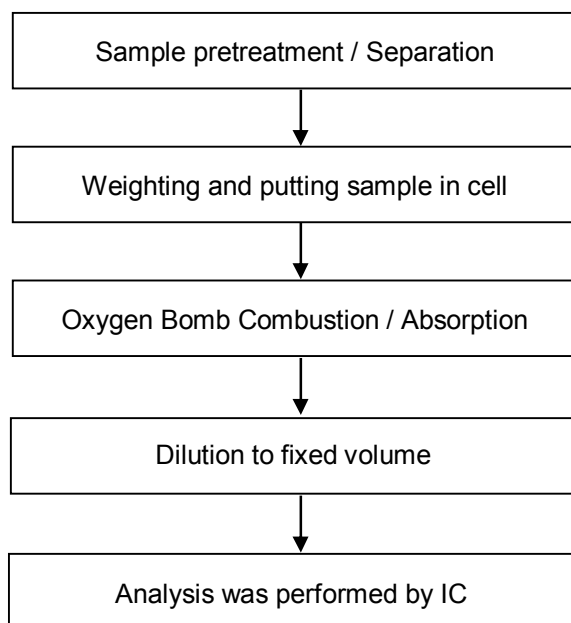 Sample pretreatment / Separation
Weighting and putting sample in cell
Oxygen Bomb Combustion / Absorption
Dilution to fixed volume
Analysis was performed by IC